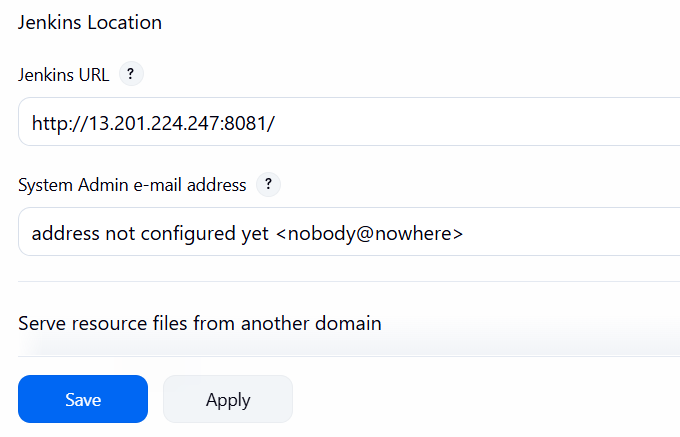 Jenkins Location
Jenkins URL ?
http://13.201.224.247:8081/
System Admin e-mail address ?
address not configured yet <nobody@nowhere>
Serve resource files from another domain
Save Apply